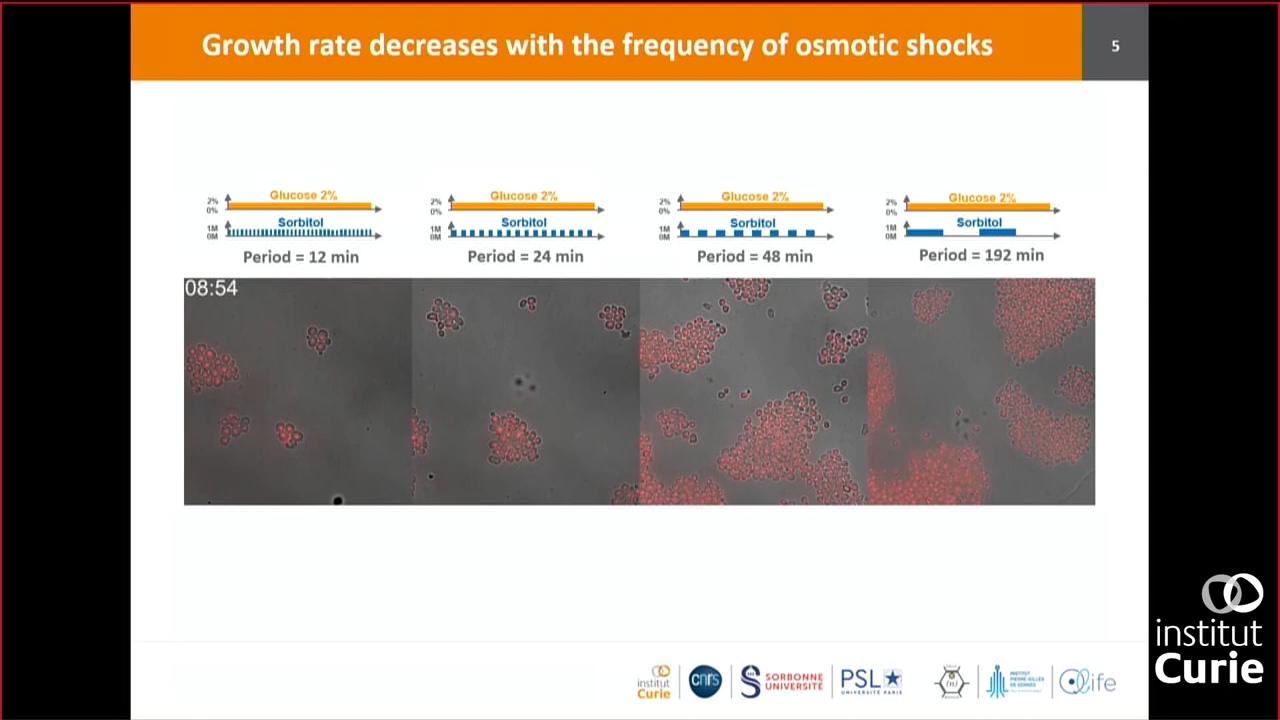 Growth rate decreases with the frequency of osmotic shocks
5
2%
0%
Glucose 2%
1M
0M
Sorbitol
Period = 12 min
2%
0%
Glucose 2%
1M
0M
Sorbitol
Period = 24 min
2%
0%
Glucose 2%
1M
0M
Sorbitol
Period = 48 min
2%
0%
Glucose 2%
1M
0M
Sorbitol
Period = 192 min
08:54
institut
Curie
cnrs
SORBONNE
UNIVERSITÉ
PSL
UNIVERSITÉ PARIS
INSTITUT
PIERRE-GILLES
DE GENNES
life
institut
Curie